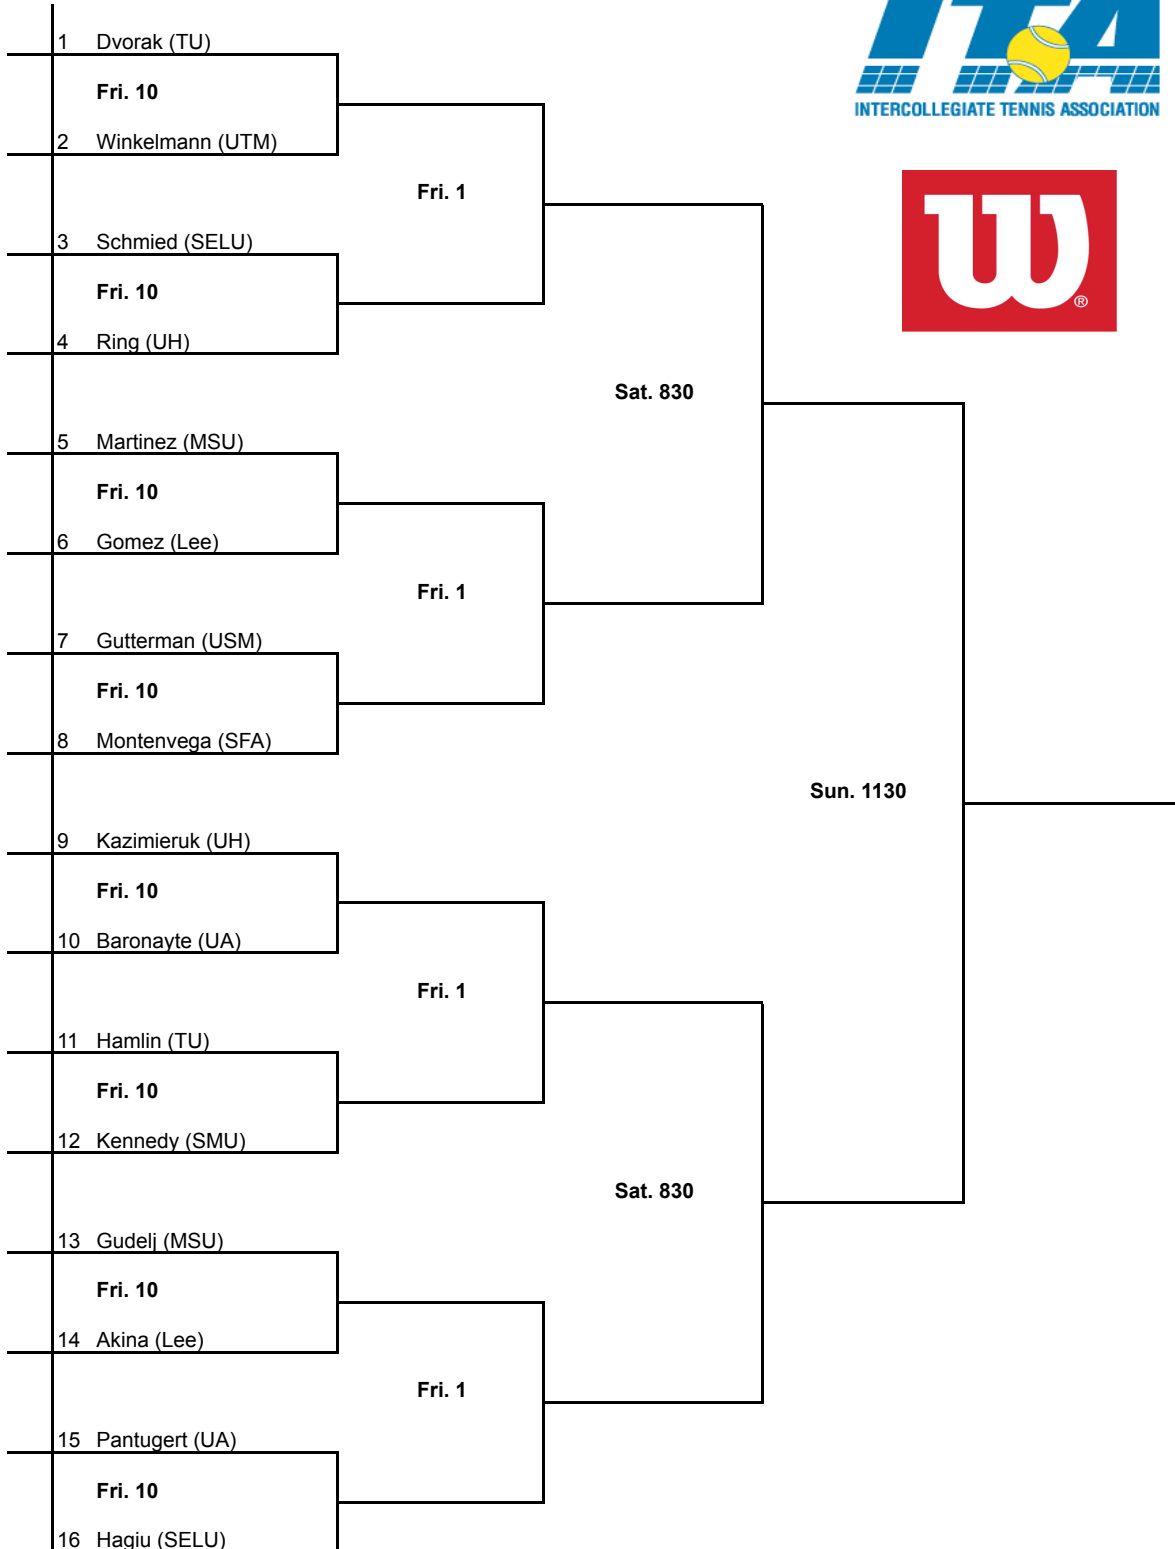 ITA
INTERCOLLEGIATE TENNIS ASSOCIATION
W®
1 Dvorak (TU)
Fri. 10
2 Winkelmann (UTM)
Fri. 1
3 Schmied (SELU)
Fri. 10
4 Ring (UH)
Sat. 830
5 Martinez (MSU)
Fri. 10
6 Gomez (Lee)
Fri. 1
7 Gutterman (USM)
Fri. 10
8 Montenvega (SFA)
Sun. 1130
9 Kazimieruk (UH)
Fri. 10
10 Baronayte (UA)
Fri. 1
11 Hamlin (TU)
Fri. 10
12 Kennedy (SMU)
Sat. 830
13 Gudelj (MSU)
Fri. 10
14 Akina (Lee)
Fri. 1
15 Pantugert (UA)
Fri. 10
16 Hagiu (SELU)